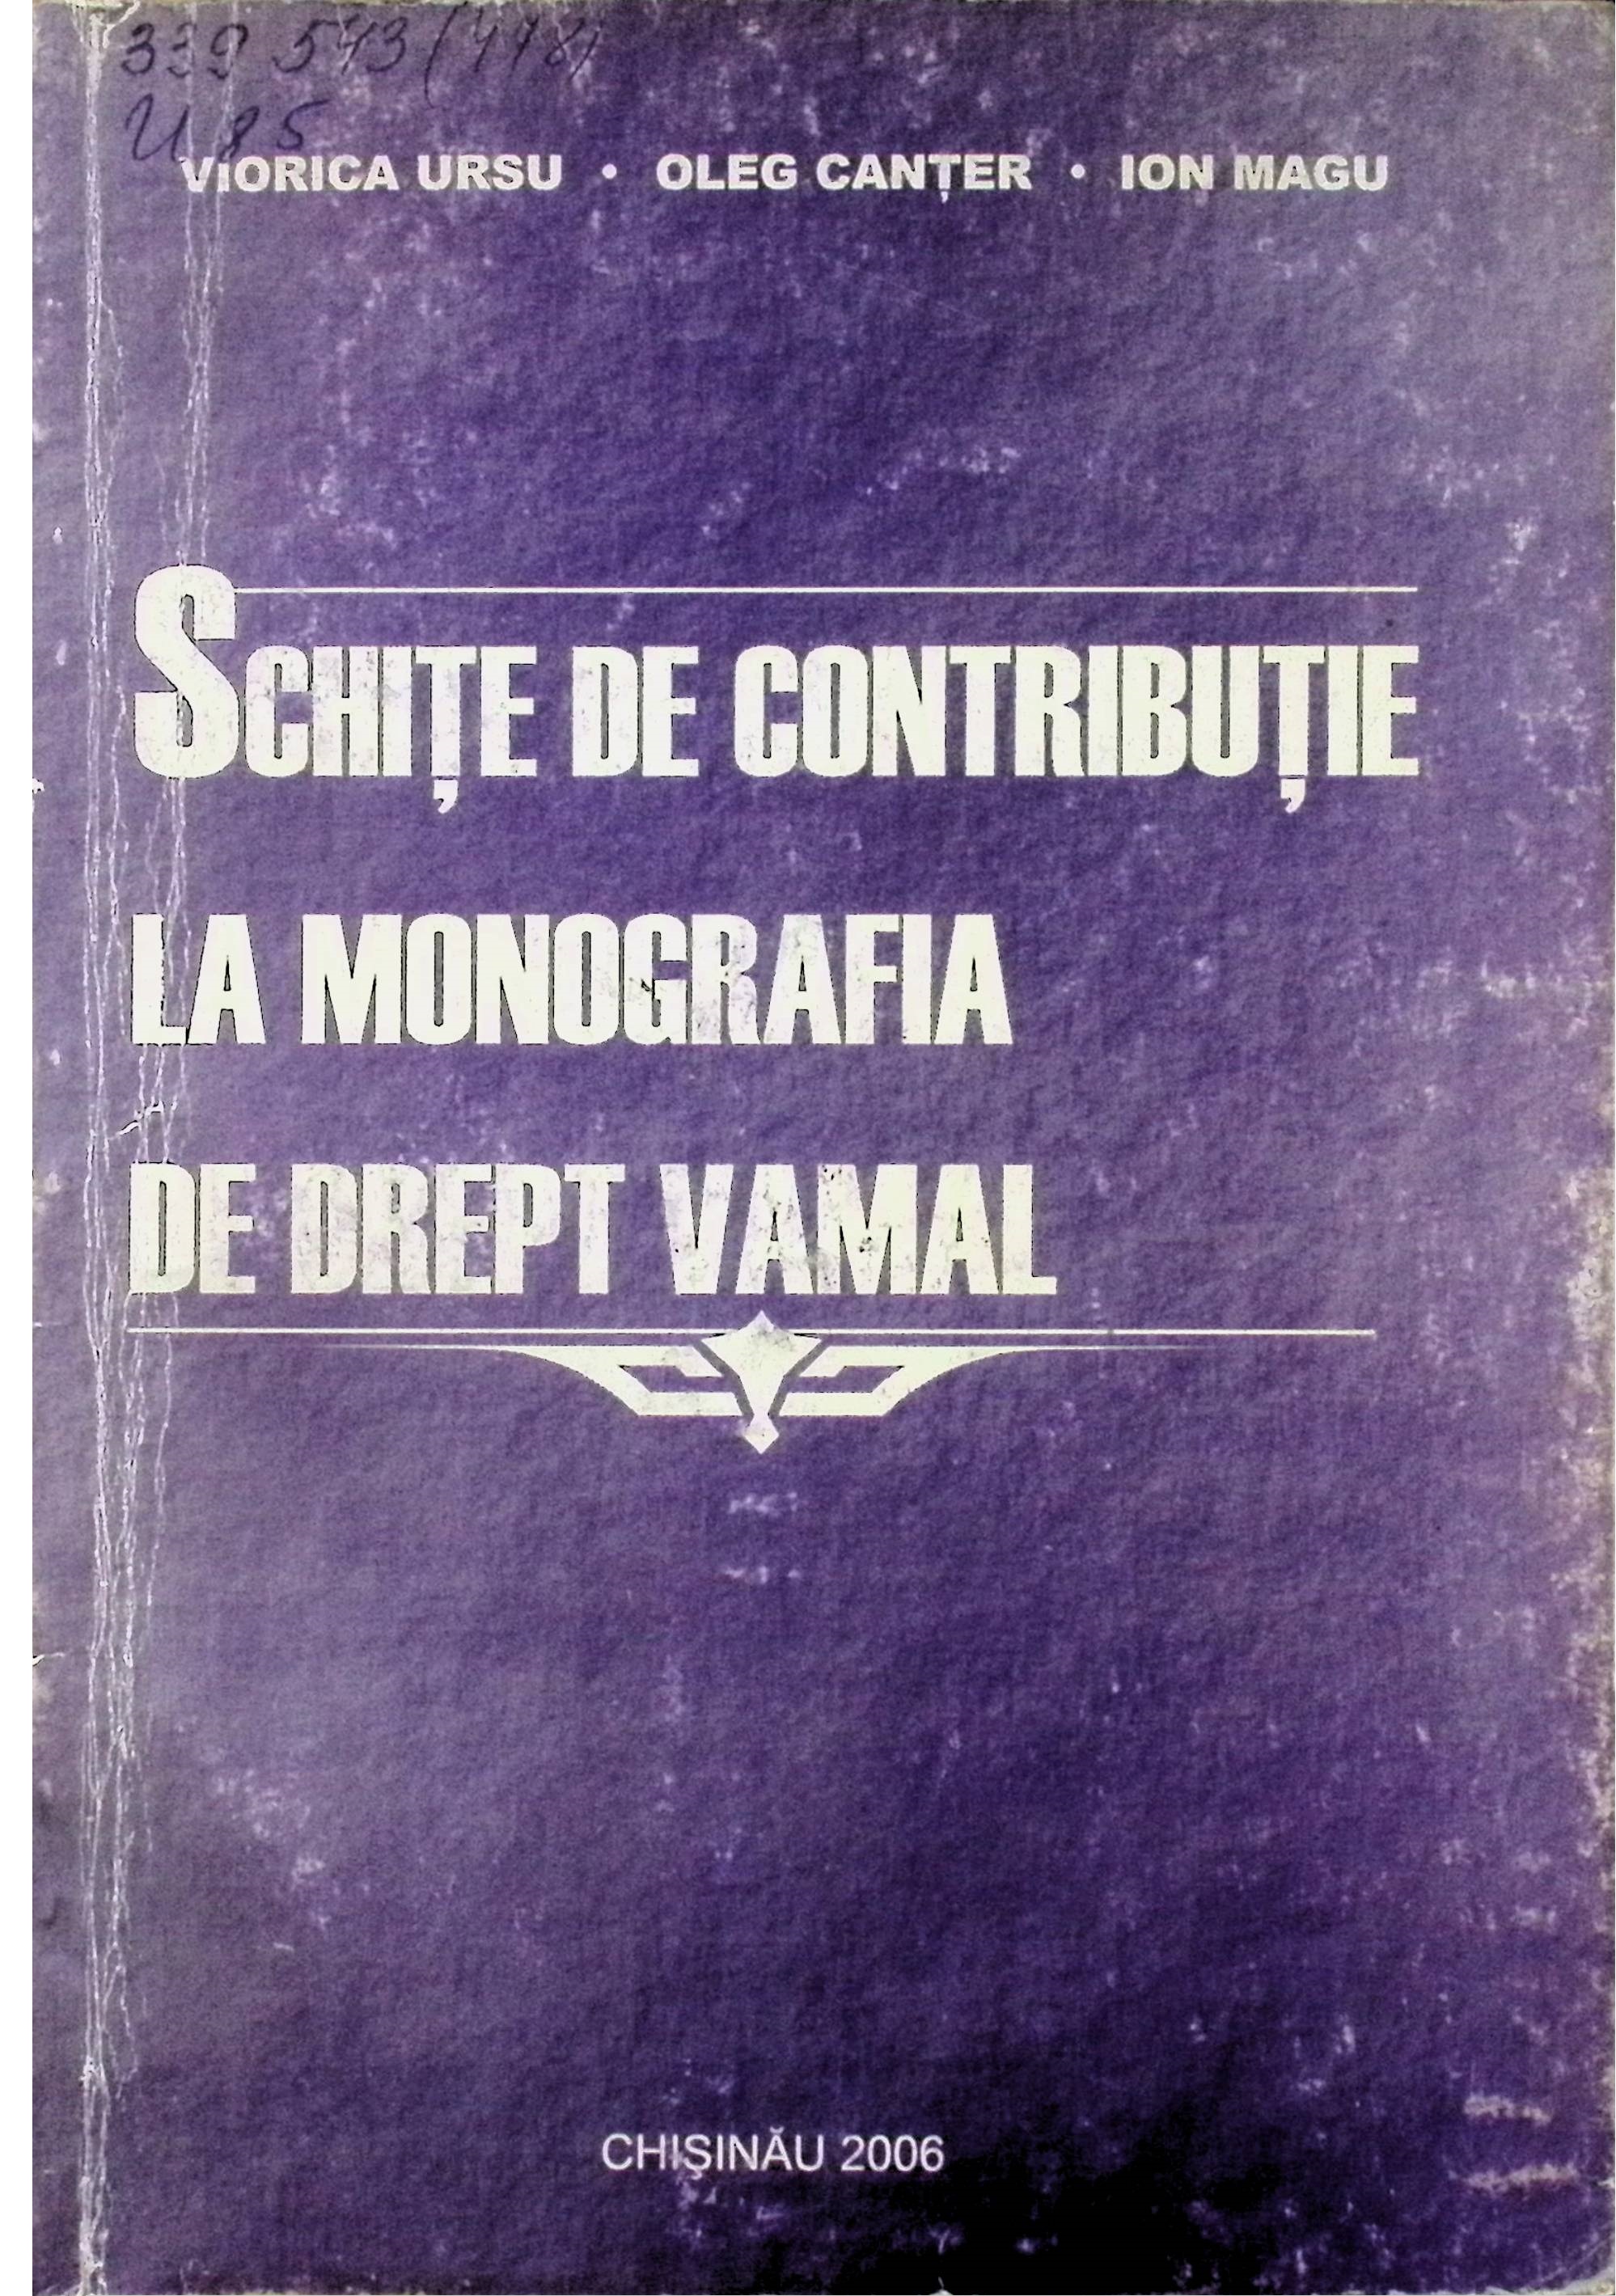 339.543(478)
U 85
VIORICA URSU • OLEG CANȚER • ION MAGU
SCHIȚE DE CONTRIBUȚIE
LA MONOGRAFIA
DE DREPT VAMAL
CHIȘINĂU 2006